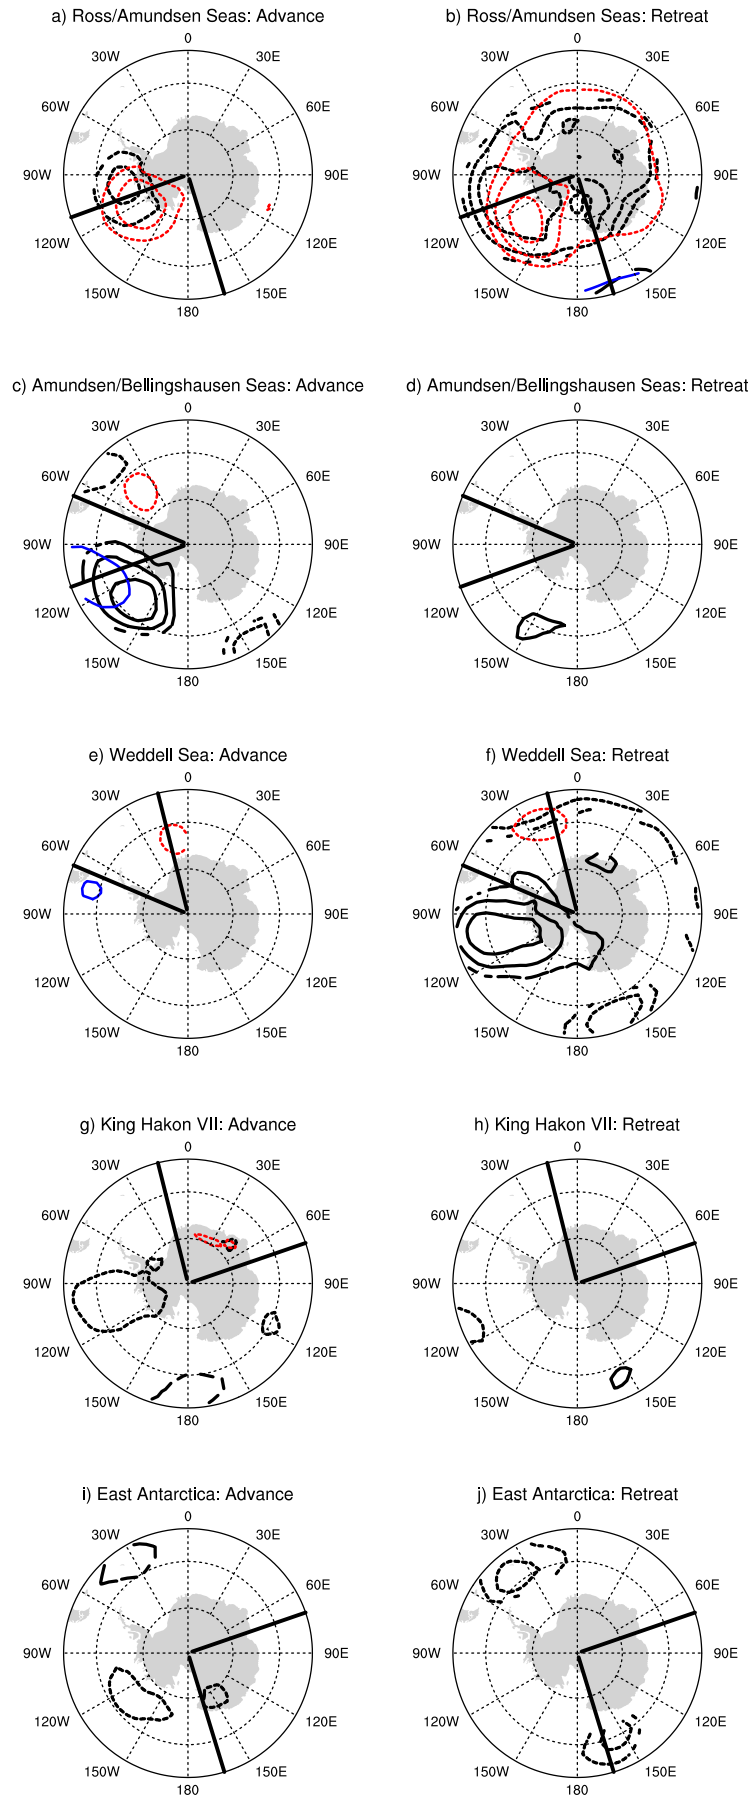 a) Ross/Amundsen Seas: Advance
0
30W 30E
60W 60E
90W 90E
120W 120E
150W 150E
180
b) Ross/Amundsen Seas: Retreat
0
30W 30E
60W 60E
90W 90E
120W 120E
150W 150E
180
c) Amundsen/Bellingshausen Seas: Advance
0
30W 30E
60W 60E
90W 90E
120W 120E
150W 150E
180
d) Amundsen/Bellingshausen Seas: Retreat
0
30W 30E
60W 60E
90W 90E
120W 120E
150W 150E
180
e) Weddell Sea: Advance
0
30W 30E
60W 60E
90W 90E
120W 120E
150W 150E
180
f) Weddell Sea: Retreat
0
30W 30E
60W 60E
90W 90E
120W 120E
150W 150E
180
g) King Hakon VII: Advance
0
30W 30E
60W 60E
90W 90E
120W 120E
150W 150E
180
h) King Hakon VII: Retreat
0
30W 30E
60W 60E
90W 90E
120W 120E
150W 150E
180
i) East Antarctica: Advance
0
30W 30E
60W 60E
90W 90E
120W 120E
150W 150E
180
j) East Antarctica: Retreat
0
30W 30E
60W 60E
90W 90E
120W 120E
150W 150E
180